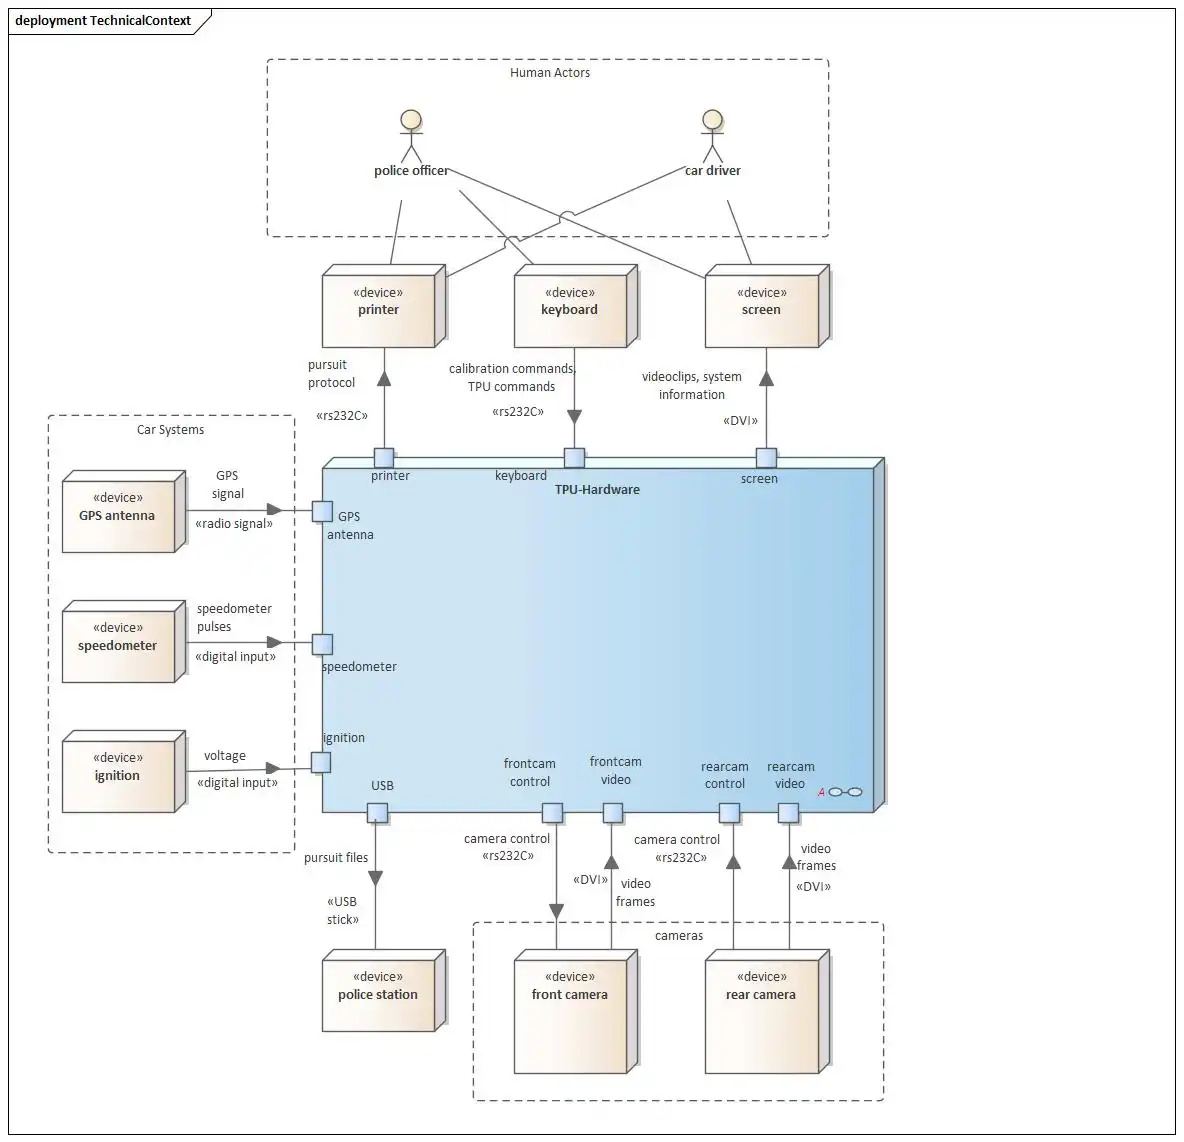 deployment TechnicalContext
Human Actors
police officer
car driver
«device»
printer
«device»
keyboard
«device»
screen
pursuit
protocol
«rs232C»
calibration commands,
TPU commands
«rs232C»
videoclips, system
information
«DVI»
Car Systems
printer
keyboard
screen
TPU-Hardware
«device»
GPS antenna
GPS
signal
«radio signal»
GPS
antenna
«device»
speedometer
speedometer
pulses
«digital input»
speedometer
«device»
ignition
voltage
«digital input»
ignition
USB
frontcam
control
frontcam
video
rearcam
control
rearcam
video
A
pursuit files
«USB
stick»
camera control
«rs232C»
«DVI»
video
frames
camera control
«rs232C»
video
frames
«DVI»
cameras
«device»
police station
«device»
front camera
«device»
rear camera